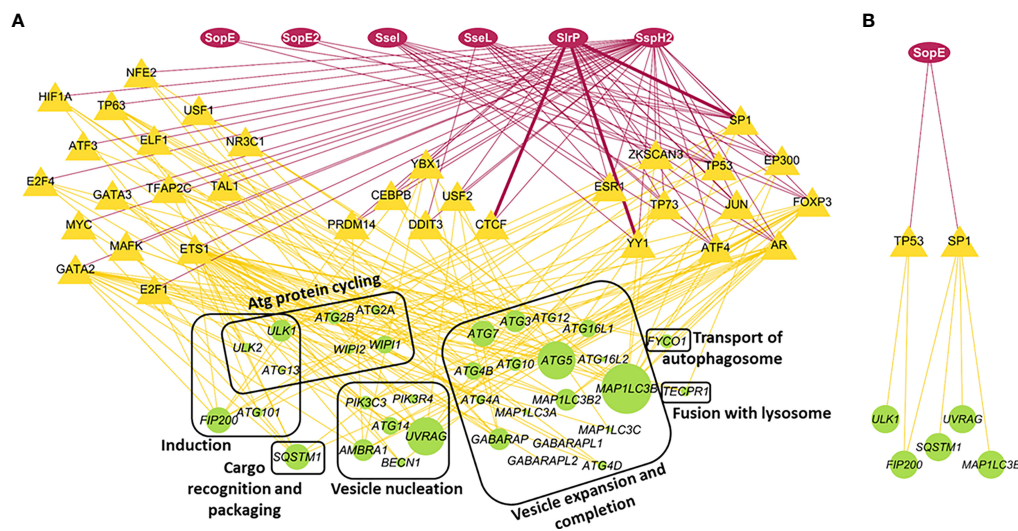 A
B
SopE
SopE2
SseI
SseL
SlrP
SspH2
SopE
NFE2
HIF1A
TP63
USF1
ATF3
ELF1
NR3C1
E2F4
GATA3
TFAP2C
TAL1
MYC
MAFK
ETS1
GATA2
E2F1
YBX1
CEBPB
USF2
PRDM14
DDIT3
CTCF
SP1
ZKSCAN3
TP53
EP300
ESR1
TP73
JUN
FOXP3
YY1
ATF4
AR
TP53
SP1
Atg protein cycling
ULK1
ATG2B
ATG2A
ULK2
WIPI2
WIPI1
ATG13
FIP200
ATG101
Induction
SQSTM1
Cargo
recognition and
packaging
PIK3C3
PIK3R4
ATG14
UVRAG
AMBRA1
BECN1
Vesicle nucleation
ATG7
ATG3
ATG12
ATG16L1
ATG4B
ATG10
ATG5
ATG16L2
ATG4A
MAP1LC3B2
MAP1LC3B
MAP1LC3A
MAP1LC3C
GABARAP
GABARAPL1
GABARAPL2
ATG4D
Vesicle expansion and
completion
FYCO1
Transport of
autophagosome
TECPR1
Fusion with lysosome
ULK1
UVRAG
SQSTM1
FIP200
MAP1LC3B